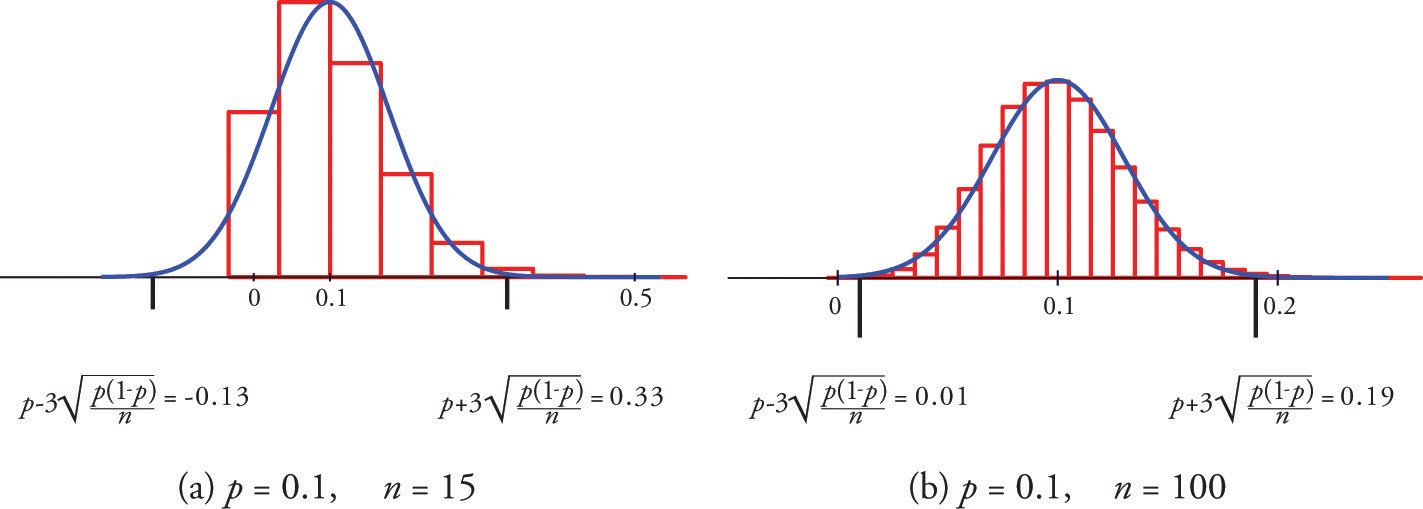 0 0.1 0.5
0 0.1 0.2
p-3√p(1-p)/n = -0.13
p+3√p(1-p)/n = 0.33
p-3√p(1-p)/n = 0.01
p+3√p(1-p)/n = 0.19
(a) p = 0.1, n = 15
(b) p = 0.1, n = 100